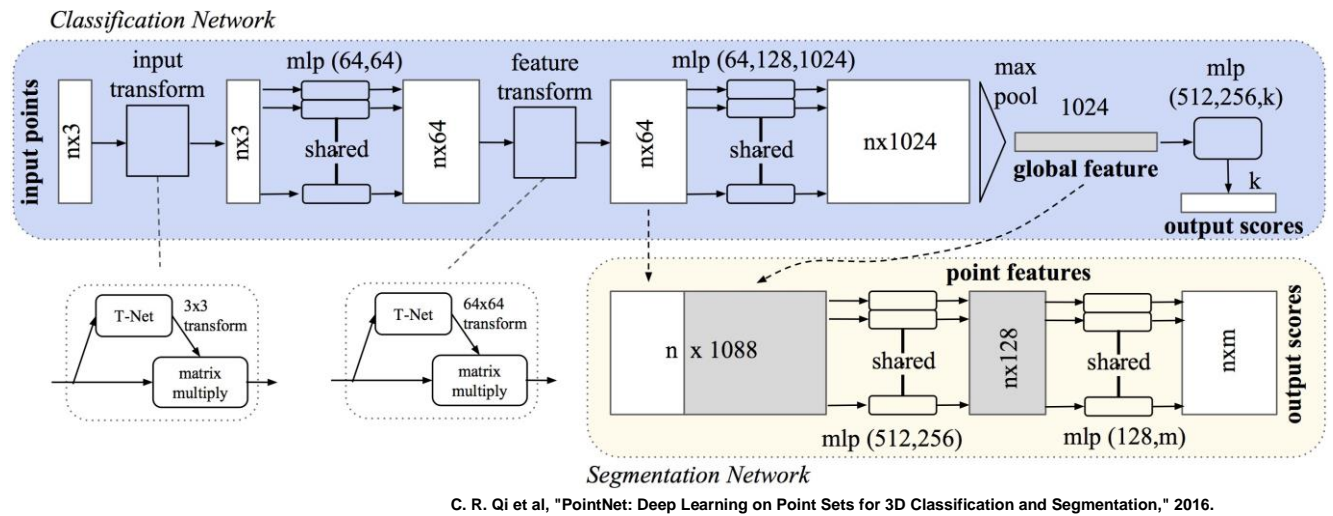 Classification Network
input points
nx3
input
transform
nx3
mlp (64,64)
shared
nx64
feature
transform
nx64
mlp (64,128,1024)
shared
nx1024
max
pool
1024
global feature
mlp
(512,256,k)
k
output scores
T-Net
3x3
transform
matrix
multiply
T-Net
64x64
transform
matrix
multiply
point features
n x 1088
shared
mlp (512,256)
nx128
shared
mlp (128,m)
nxm
output scores
Segmentation Network
C. R. Qi et al, "PointNet: Deep Learning on Point Sets for 3D Classification and Segmentation," 2016.